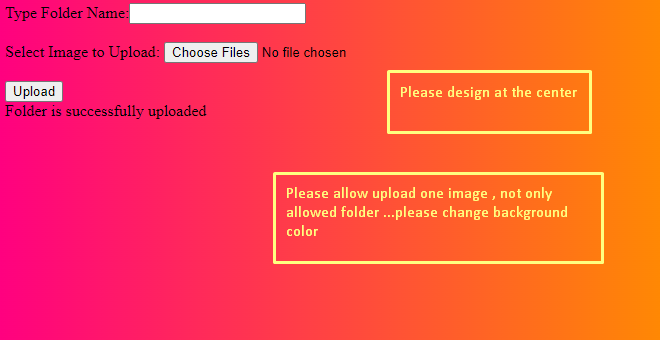 Type Folder Name:
Select Image to Upload: Choose Files No file chosen
Upload
Folder is successfully uploaded
Please design at the center
Please allow upload one image , not only
allowed folder ...please change background
color